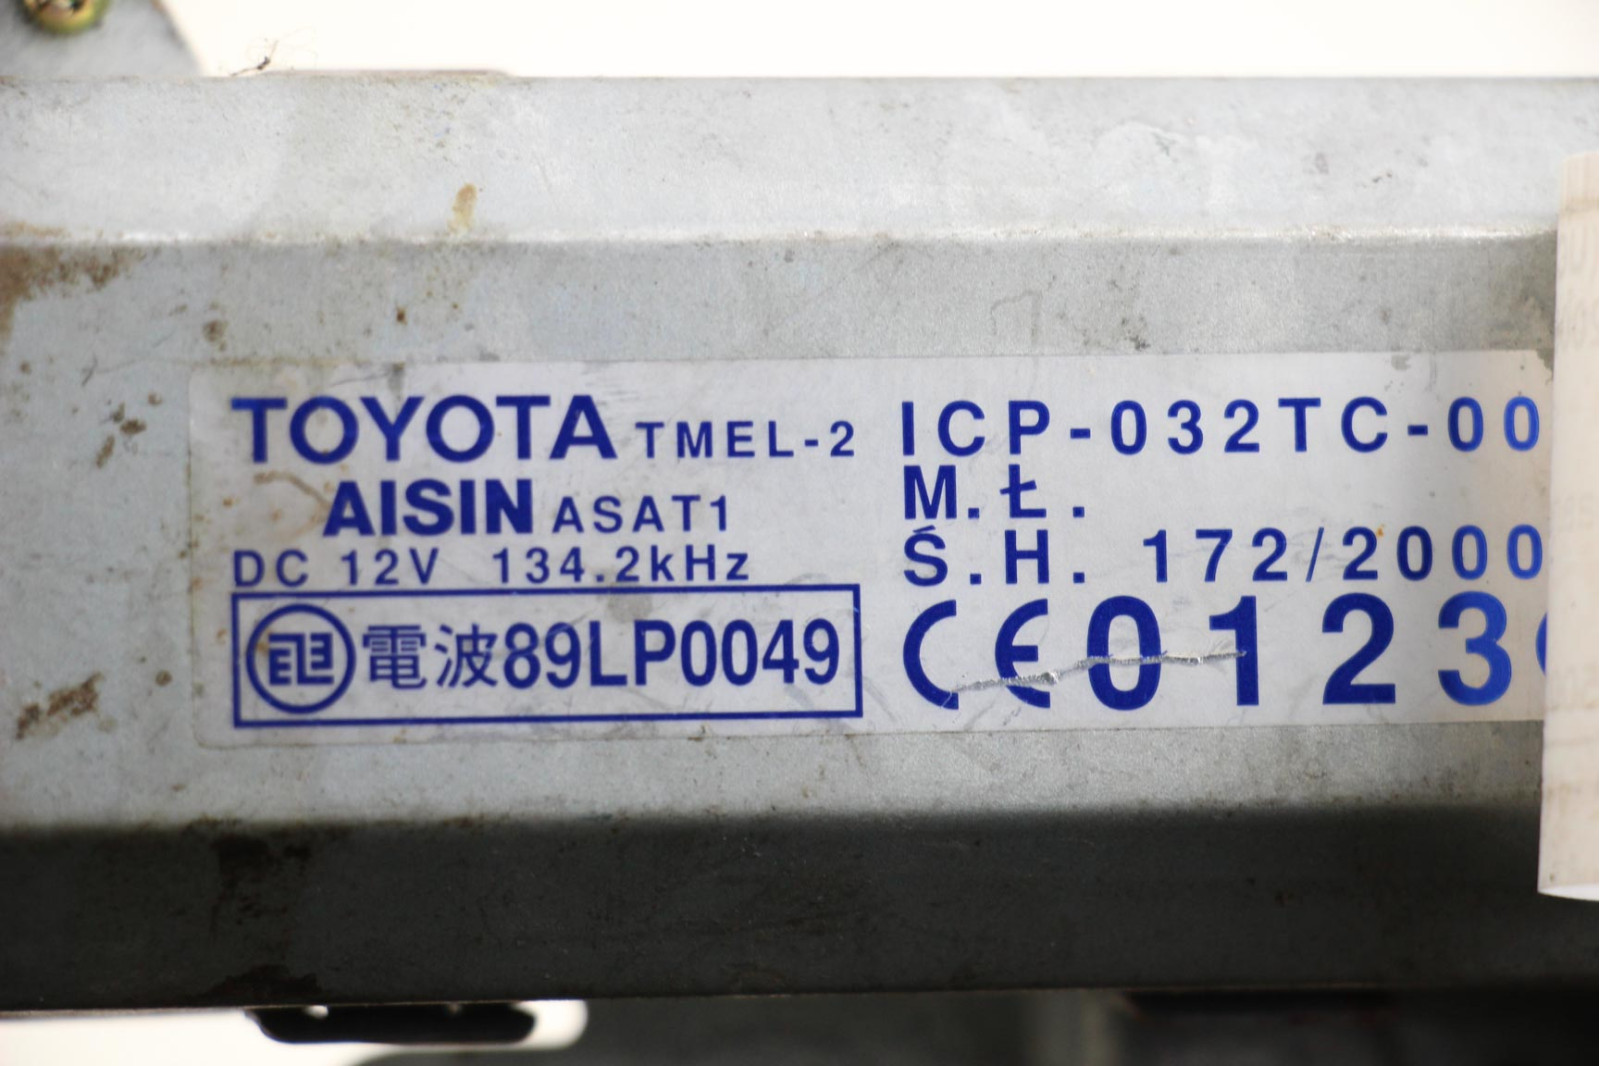 TOYOTA TMEL-2
AISIN ASAT1
DC 12V 134.2kHz
電波89LP0049
ICP-032TC-00
M.Ł.
Ś.H. 172/2000
CE0123